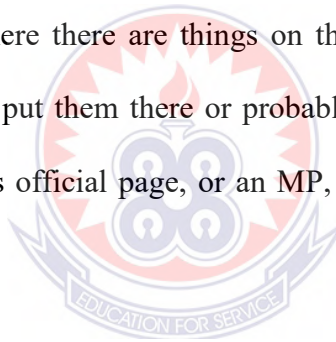 ere there are things on th
put them there or probabl
s official page, or an MP,
EDUCATION FOR SERVICE